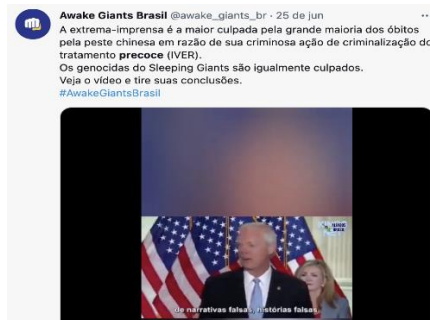 Awake Giants Brasil @awake_giants_br · 25 de jun
A extrema-imprensa é a maior culpada pela grande maioria dos óbitos
pela peste chinesa em razão de sua criminosa ação de criminalização do
tratamento precoce (IVER).
Os genocidas do Sleeping Giants são igualmente culpados.
Veja o vídeo e tire suas conclusões.
#AwakeGiantsBrasil
de narrativas falsas, histórias falsas,